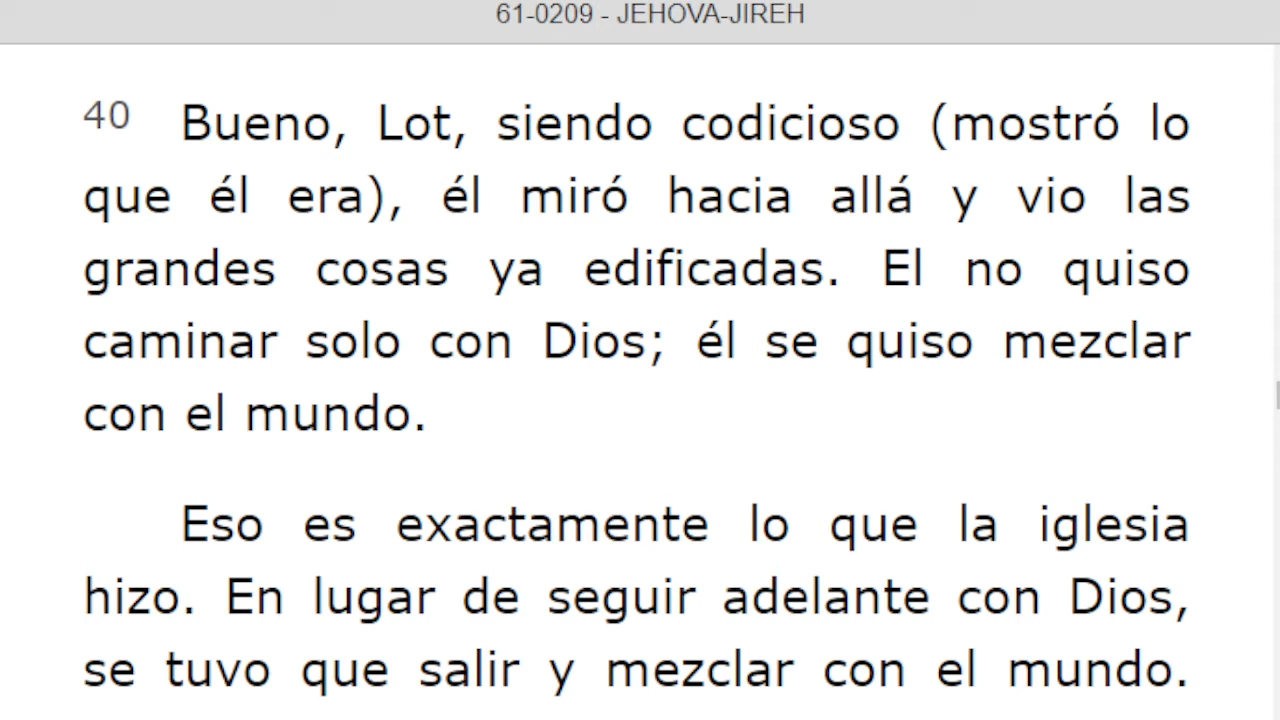 61-0209 - JEHOVA-JIREH
40 Bueno, Lot, siendo codicioso (mostró lo
que él era), él miró hacia allá y vio las
grandes cosas ya edificadas. El no quiso
caminar solo con Dios; él se quiso mezclar
con el mundo.
Eso es exactamente lo que la iglesia
hizo. En lugar de seguir adelante con Dios,
se tuvo que salir y mezclar con el mundo.